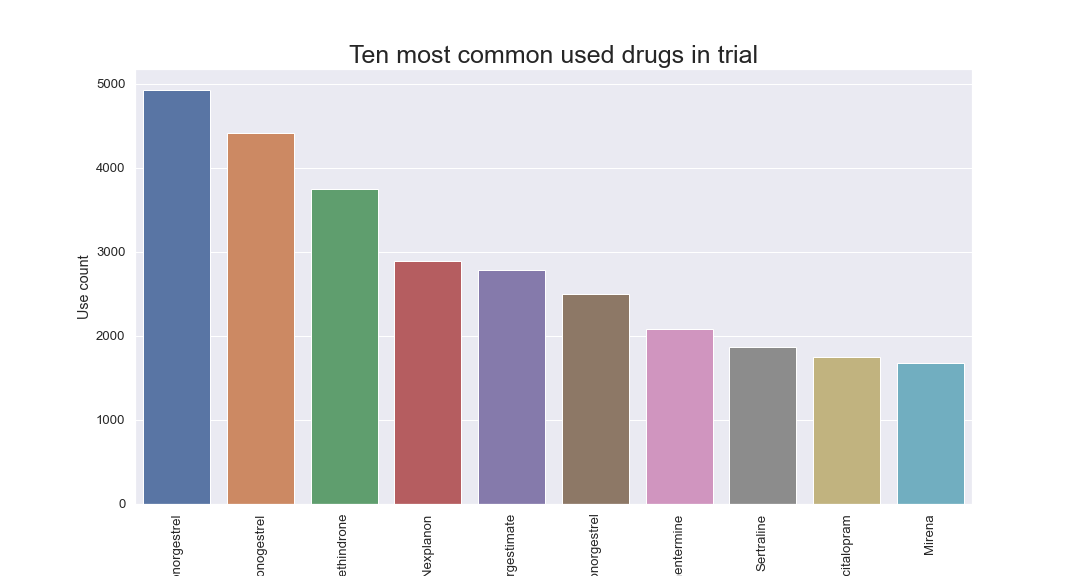 Ten most common used drugs in trial
5000
4000
3000
2000
1000
0
Use count
onorgestrel
onogestrel
ethindrone
Nexplanon
rgestimate
onorgestrel
entermine
Sertraline
citalopram
Mirena